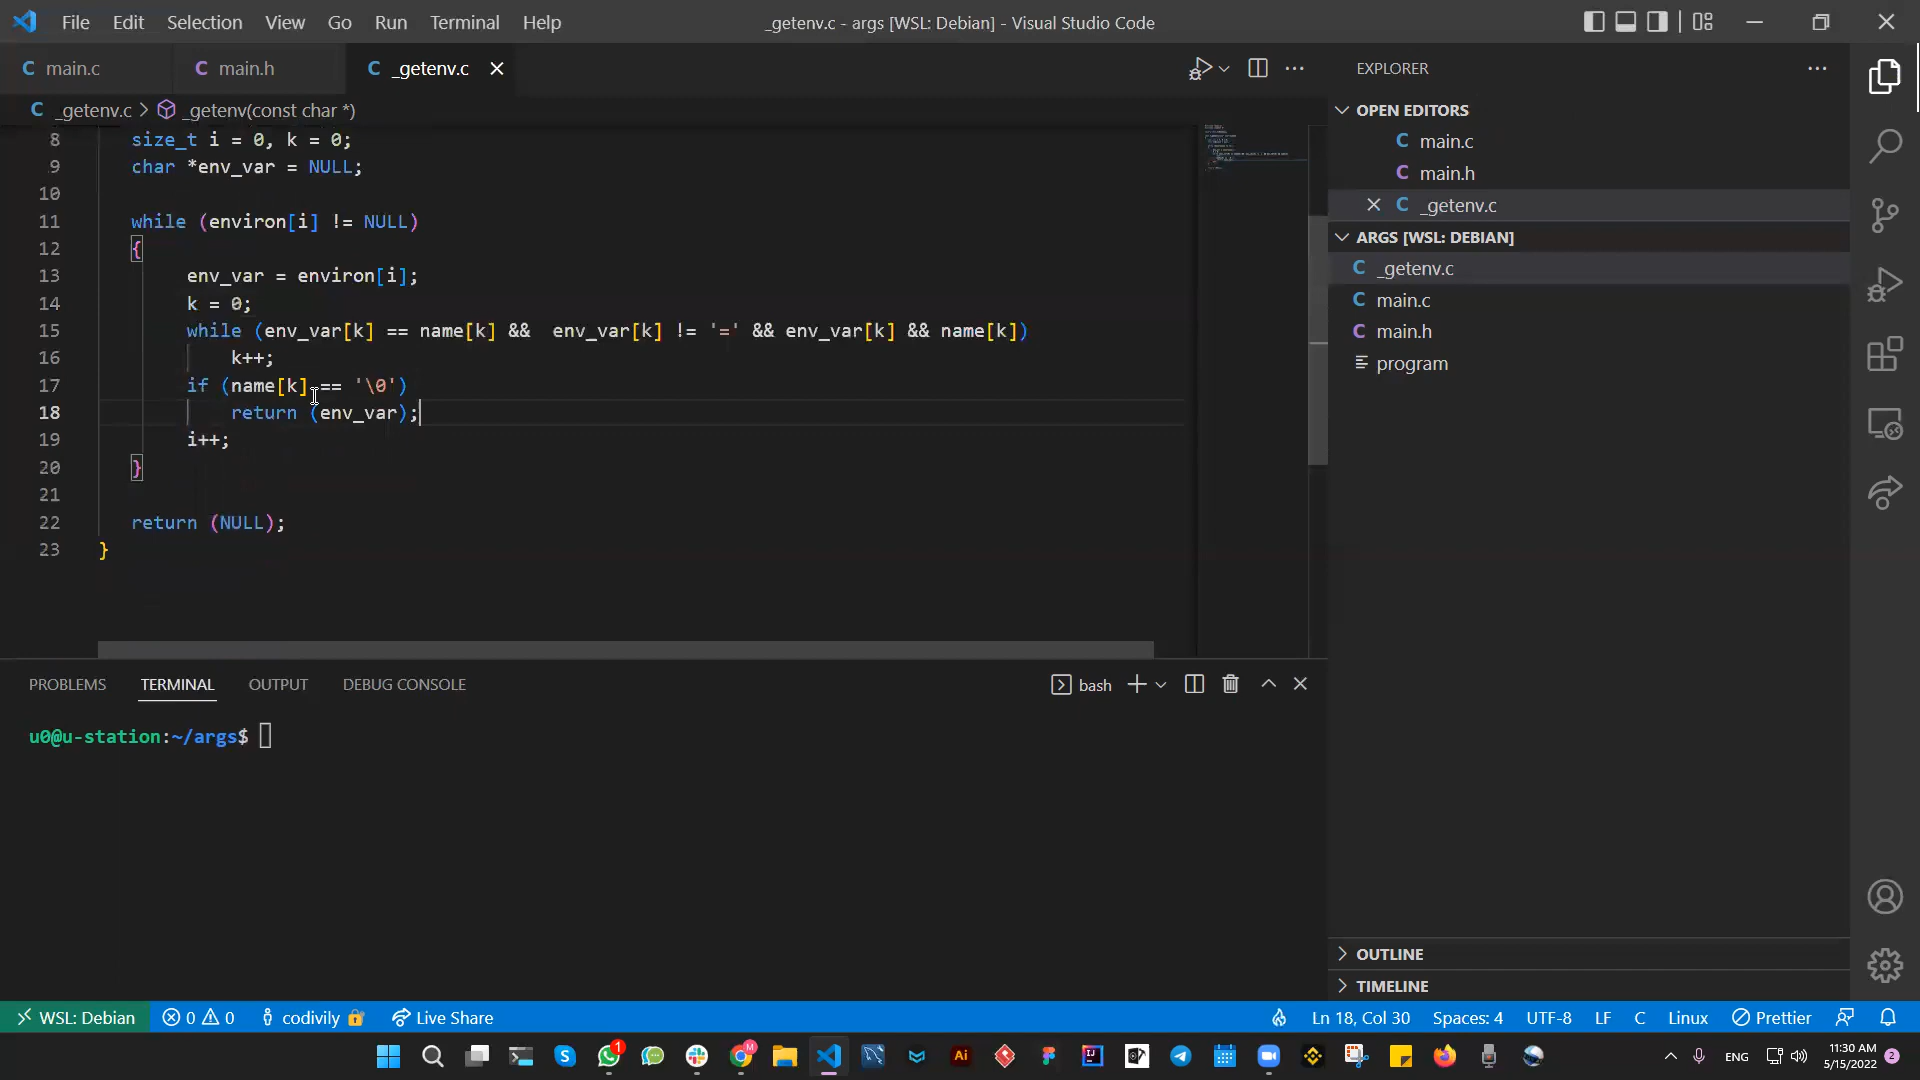 File Edit Selection View Go Run Terminal Help
_getenv.c - args [WSL: Debian] - Visual Studio Code
C main.c C main.h C _getenv.c
C _getenv.c > _getenv(const char *)
8 size_t i = 0, k = 0;
9 char *env_var = NULL;
10
11 while (environ[i] != NULL)
12 {
13 env_var = environ[i];
14 k = 0;
15 while (env_var[k] == name[k] &&  env_var[k] != '=' && env_var[k] && name[k])
16 k++;
17 if (name[k] == '\0')
18 return (env_var);
19 i++;
20 }
21
22 return (NULL);
23 }
EXPLORER
OPEN EDITORS
C main.c
C main.h
C _getenv.c
ARGS [WSL: DEBIAN]
C _getenv.c
C main.c
C main.h
program
OUTLINE
TIMELINE
PROBLEMS TERMINAL OUTPUT DEBUG CONSOLE
bash
u0@u-station:~/args$
WSL: Debian 0 0 codivily Live Share
Ln 18, Col 30 Spaces: 4 UTF-8 LF C Linux Prettier
1
M
Ai
IJ
ENG
11:30 AM
5/15/2022
2